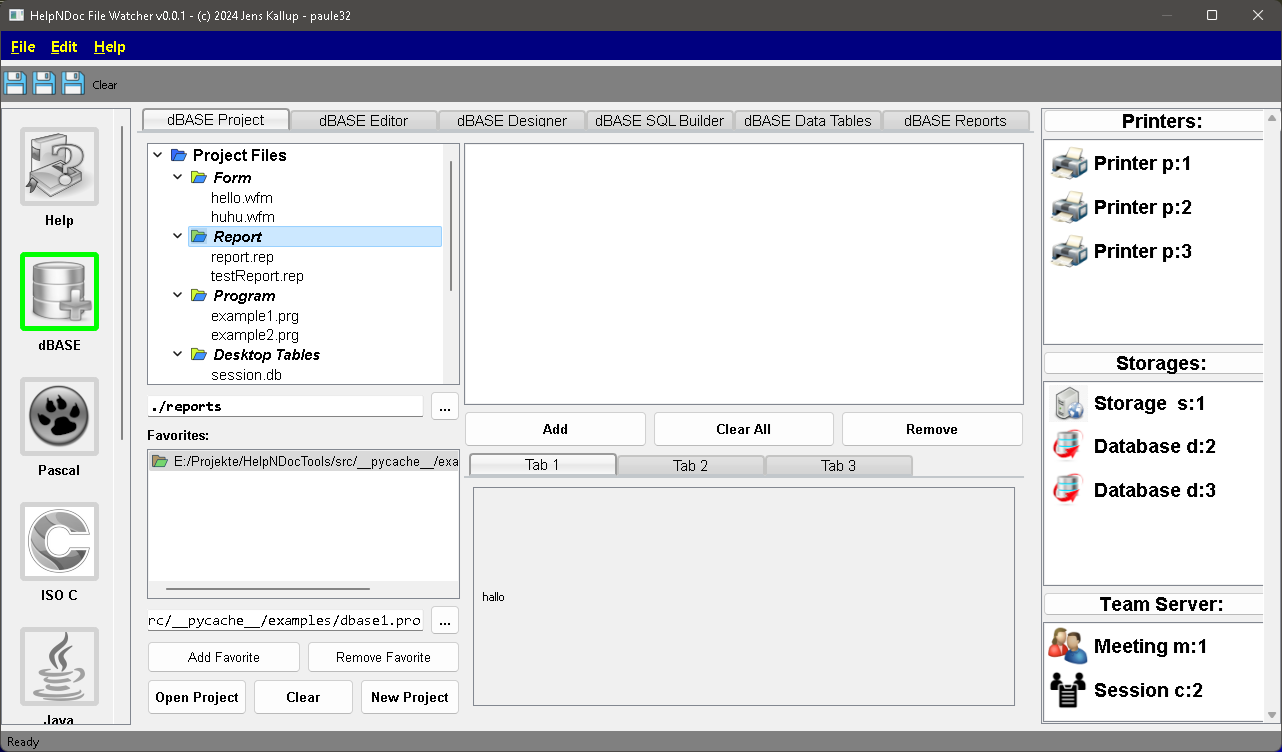 HelpNDoc File Watcher v0.0.1 - (c) 2024 Jens Kallup - paule32
File Edit Help
Clear
Help
dBASE
Pascal
ISO C
Java
dBASE Project
dBASE Editor
dBASE Designer
dBASE SQL Builder
dBASE Data Tables
dBASE Reports
Project Files
Form
hello.wfm
huhu.wfm
Report
report.rep
testReport.rep
Program
example1.prg
example2.prg
Desktop Tables
session.db
./reports
...
Favorites:
E:/Projekte/HelpNDocTools/src/__pycache__/exa
rc/__pycache__/examples/dbase1.pro
...
Add Favorite
Remove Favorite
Open Project
Clear
New Project
Add
Clear All
Remove
Tab 1
Tab 2
Tab 3
hallo
Printers:
Printer p:1
Printer p:2
Printer p:3
Storages:
Storage  s:1
Database d:2
Database d:3
Team Server:
Meeting m:1
Session c:2
Ready